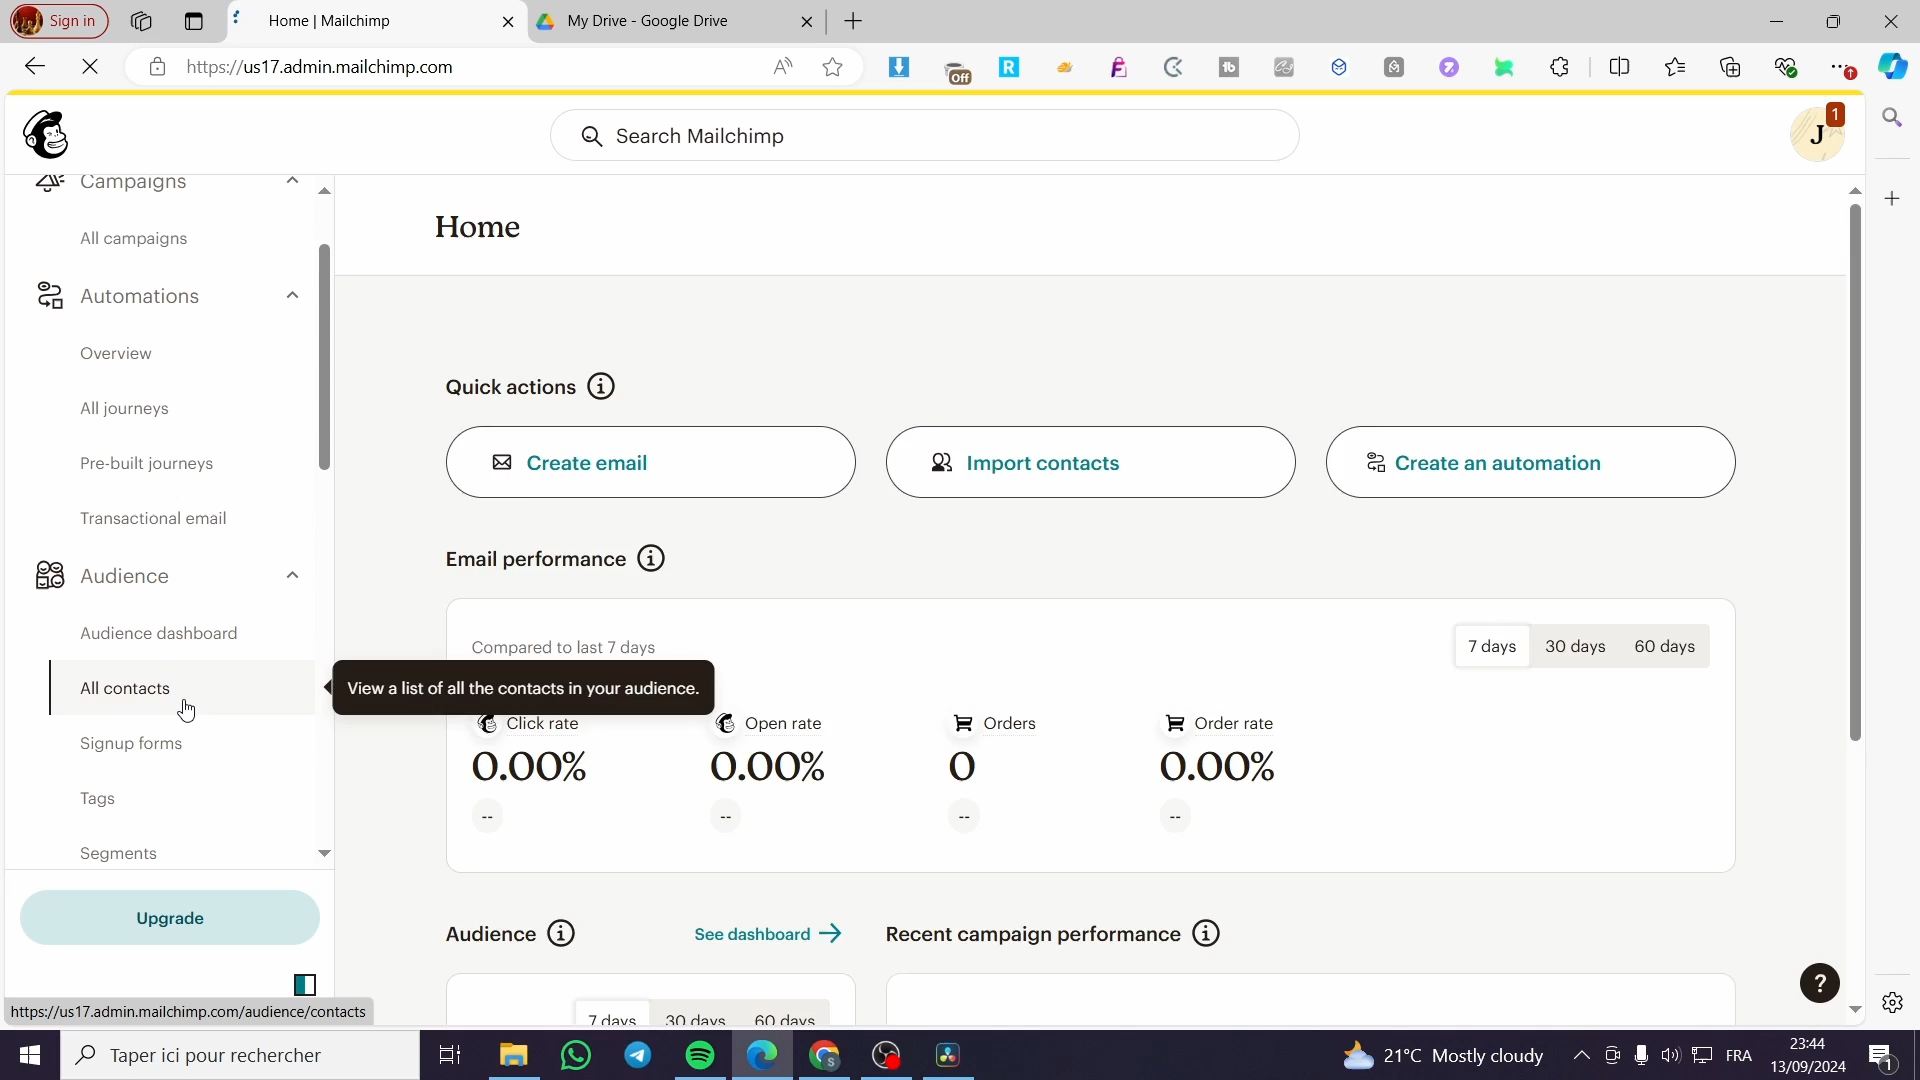 Sign in
Home | Mailchimp
My Drive - Google Drive
https://us17.admin.mailchimp.com
Off
Search Mailchimp
J
1
Campaigns
All campaigns
Automations
Overview
All journeys
Pre-built journeys
Transactional email
Audience
Audience dashboard
All contacts
Signup forms
Tags
Segments
Upgrade
https://us17.admin.mailchimp.com/audience/contacts
View a list of all the contacts in your audience.
Home
Quick actions
Create email
Import contacts
Create an automation
Email performance
Compared to last 7 days
7 days 30 days 60 days
Click rate Open rate Orders Order rate
0.00% 0.00% 0 0.00%
-- -- -- --
Audience See dashboard Recent campaign performance
7 days 30 days 60 days
?
Taper ici pour rechercher
21°C Mostly cloudy
FRA
23:44
13/09/2024
1